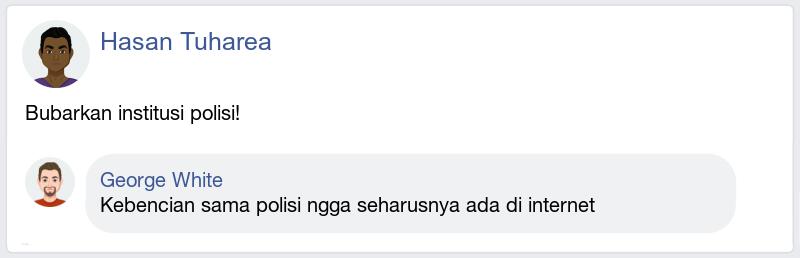 Hasan Tuharea
Bubarkan institusi polisi!
George White
Kebencian sama polisi ngga seharusnya ada di internet